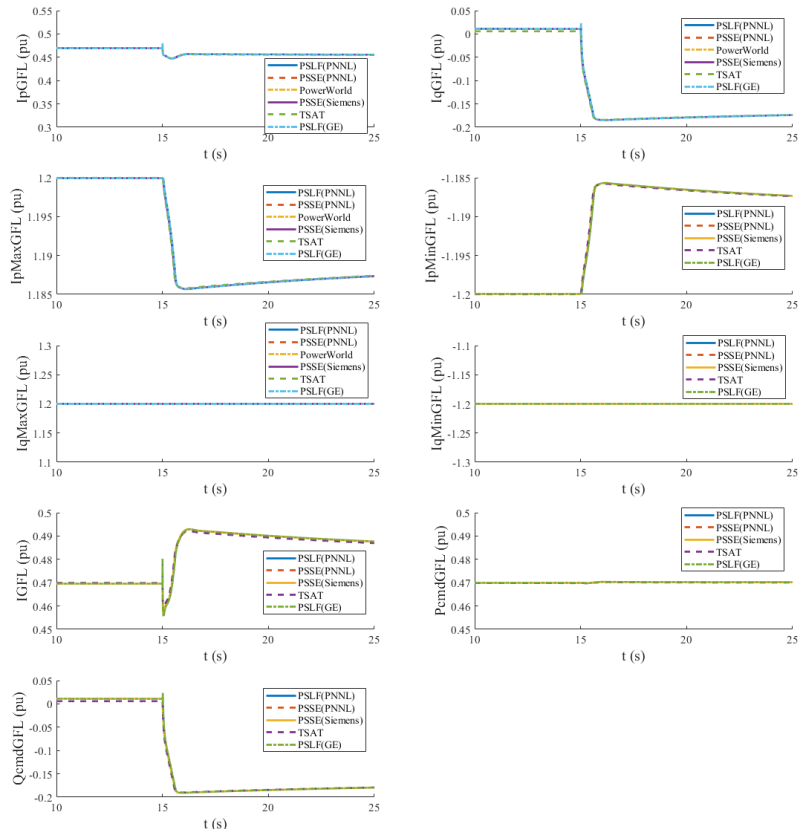 IpGFL (pu)
0.5
0.45
0.4
0.35
0.3
10
15
20
25
t (s)
PSLF(PNNL)
PSSE(PNNL)
PowerWorld
PSSE(Siemens)
TSAT
PSLF(GE)
IqGFL (pu)
0.05
0
-0.05
-0.1
-0.15
-0.2
10
15
20
25
t (s)
PSLF(PNNL)
PSSE(PNNL)
PowerWorld
PSSE(Siemens)
TSAT
PSLF(GE)
IpMaxGFL (pu)
1.2
1.195
1.19
1.185
10
15
20
25
t (s)
PSLF(PNNL)
PSSE(PNNL)
PowerWorld
PSSE(Siemens)
TSAT
PSLF(GE)
IpMinGFL (pu)
-1.185
-1.19
-1.195
-1.2
10
15
20
25
t (s)
PSLF(PNNL)
PSSE(PNNL)
PSSE(Siemens)
TSAT
PSLF(GE)
IqMaxGFL (pu)
1.3
1.25
1.2
1.15
1.1
10
15
20
25
t (s)
PSLF(PNNL)
PSSE(PNNL)
PowerWorld
PSSE(Siemens)
TSAT
PSLF(GE)
IqMinGFL (pu)
-1.1
-1.15
-1.2
-1.25
-1.3
10
15
20
25
t (s)
PSLF(PNNL)
PSSE(PNNL)
PSSE(Siemens)
TSAT
PSLF(GE)
IGFL (pu)
0.5
0.49
0.48
0.47
0.46
0.45
10
15
20
25
t (s)
PSLF(PNNL)
PSSE(PNNL)
PSSE(Siemens)
TSAT
PSLF(GE)
PcmdGFL (pu)
0.5
0.49
0.48
0.47
0.46
0.45
10
15
20
25
t (s)
PSLF(PNNL)
PSSE(PNNL)
PSSE(Siemens)
TSAT
PSLF(GE)
QcmdGFL (pu)
0.05
0
-0.05
-0.1
-0.15
-0.2
10
15
20
25
t (s)
PSLF(PNNL)
PSSE(PNNL)
PSSE(Siemens)
TSAT
PSLF(GE)